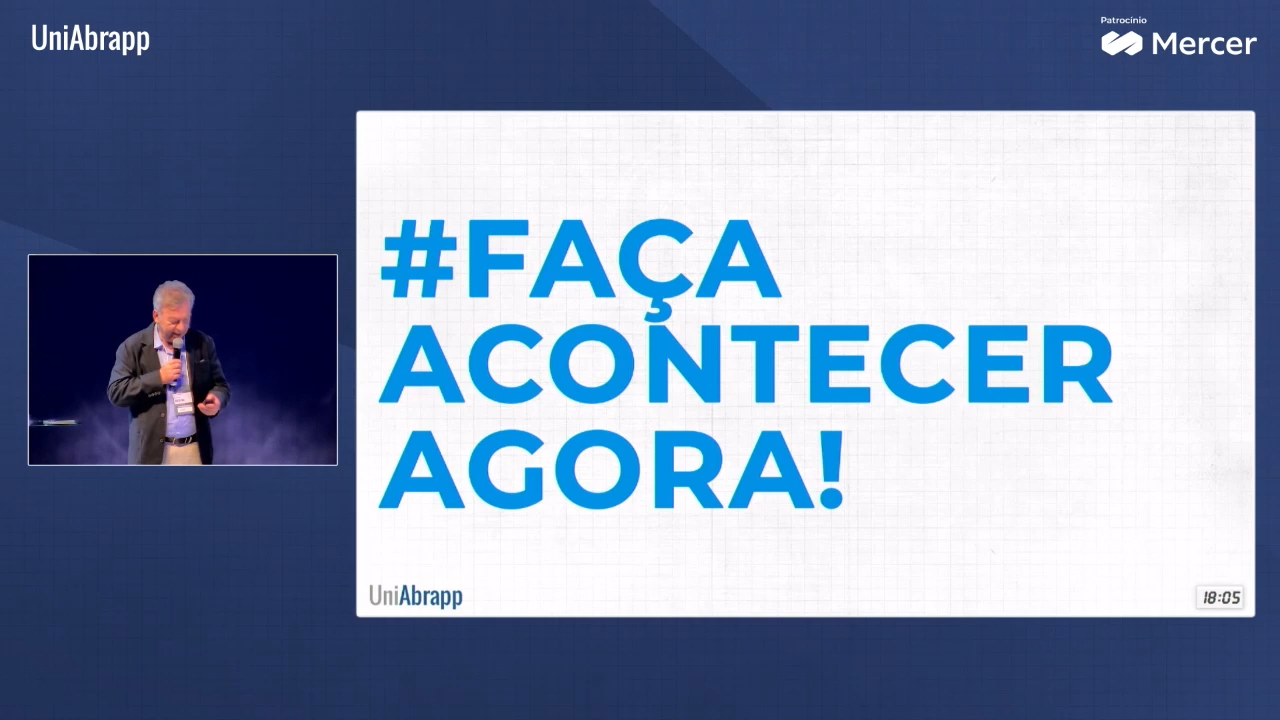 UniAbrapp
Patrocínio
Mercer
#FAÇA
ACONTECER
AGORA!
UniAbrapp
18:05